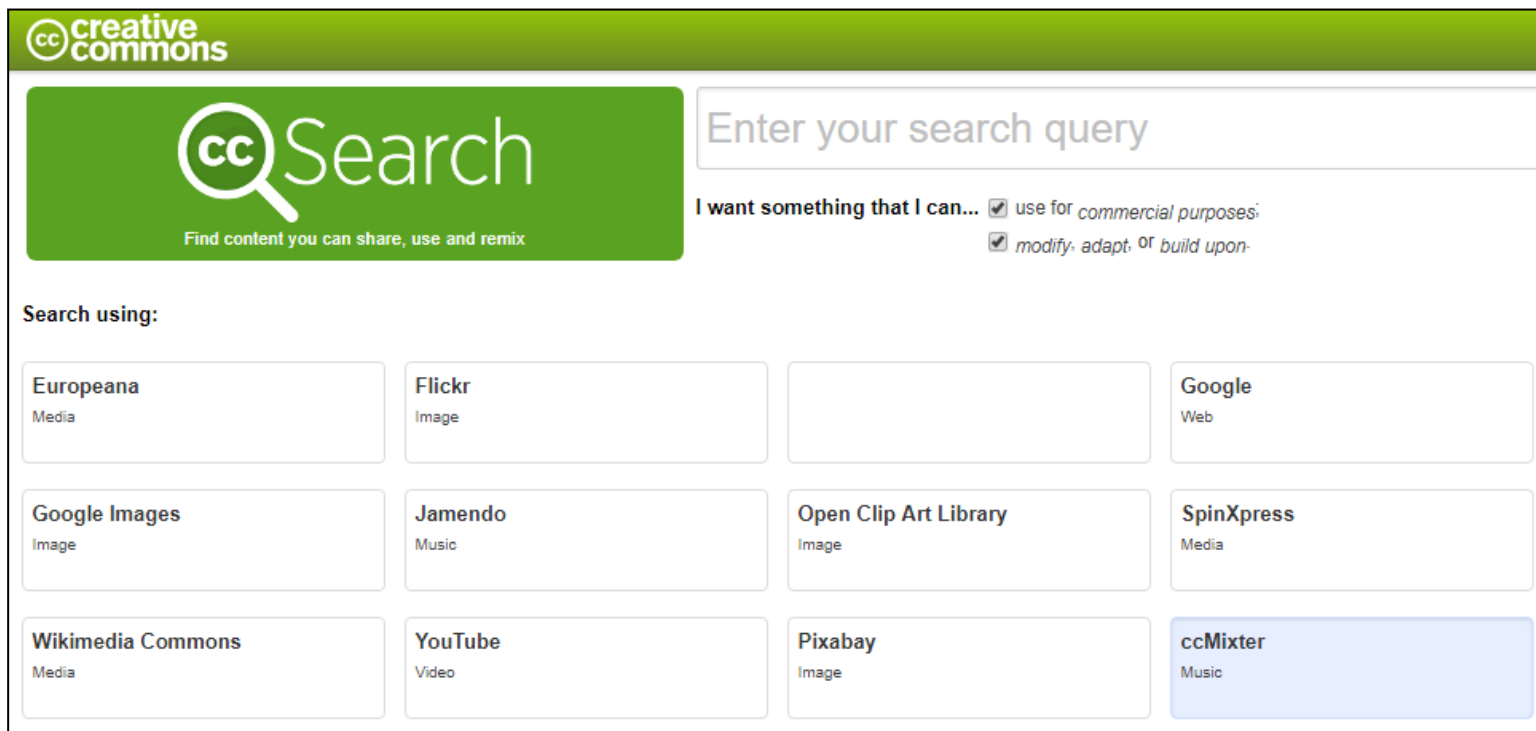 cc creative
commons
cc Search
Find content you can share, use and remix
Enter your search query
I want something that I can... use for commercial purposes;
modify, adapt, or build upon.
Search using:
Europeana
Media
Flickr
Image
Google
Web
Google Images
Image
Jamendo
Music
Open Clip Art Library
Image
SpinXpress
Media
Wikimedia Commons
Media
YouTube
Video
Pixabay
Image
ccMixter
Music